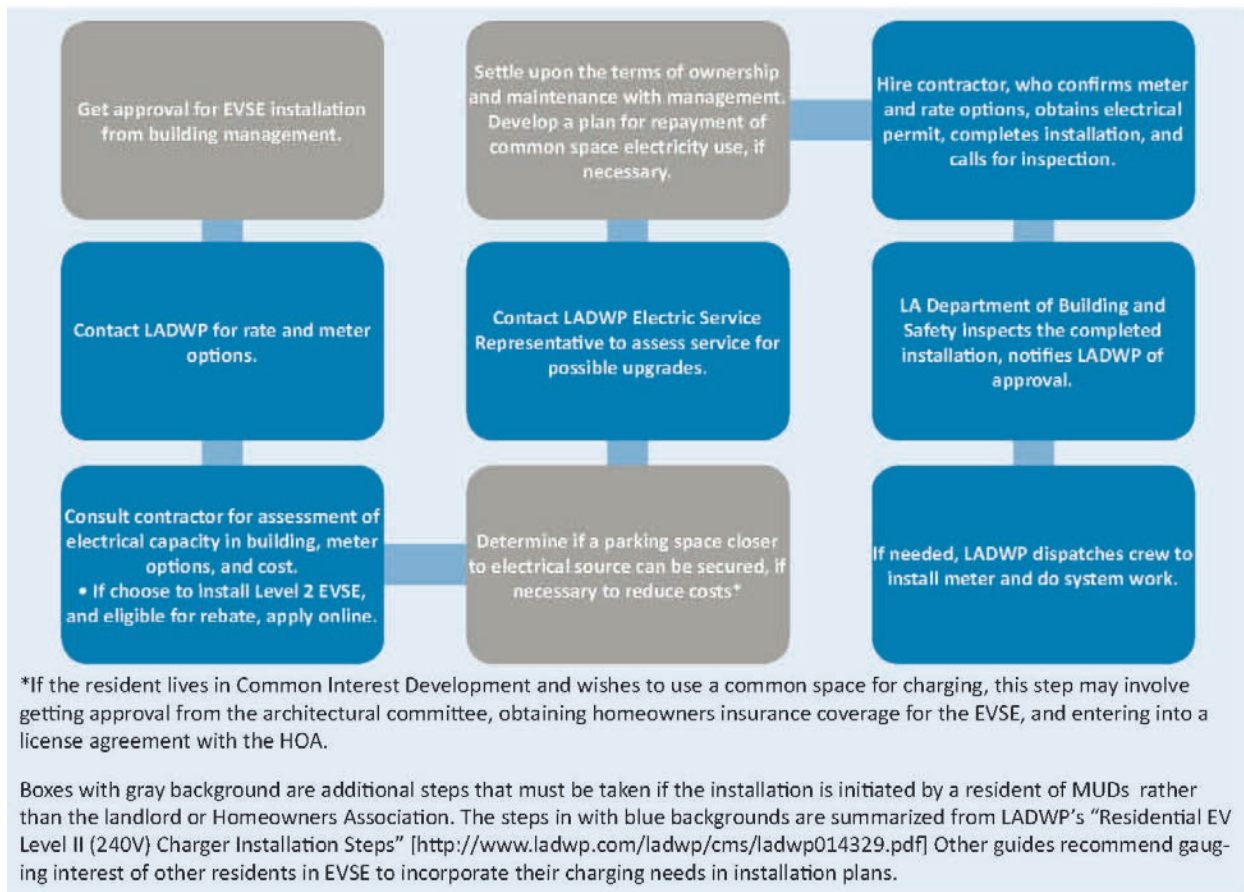 Get approval for EVSE installation
from building management.
Contact LADWP for rate and meter
options.
Consult contractor for assessment of
electrical capacity in building, meter
options, and cost.
• If choose to install Level 2 EVSE,
and eligible for rebate, apply online.
Determine if a parking space closer
to electrical source can be secured, if
necessary to reduce costs*
Contact LADWP Electric Service
Representative to assess service for
possible upgrades.
Settle upon the terms of ownership
and maintenance with management.
Develop a plan for repayment of
common space electricity use, if
necessary.
Hire contractor, who confirms meter
and rate options, obtains electrical
permit, completes installation, and
calls for inspection.
LA Department of Building and
Safety inspects the completed
installation, notifies LADWP of
approval.
If needed, LADWP dispatches crew to
install meter and do system work.
*If the resident lives in Common Interest Development and wishes to use a common space for charging, this step may involve
getting approval from the architectural committee, obtaining homeowners insurance coverage for the EVSE, and entering into a
license agreement with the HOA.
Boxes with gray background are additional steps that must be taken if the installation is initiated by a resident of MUDs rather
than the landlord or Homeowners Association. The steps in with blue backgrounds are summarized from LADWP's “Residential EV
Level II (240V) Charger Installation Steps” [http://www.ladwp.com/ladwp/cms/ladwp014329.pdf] Other guides recommend gaug-
ing interest of other residents in EVSE to incorporate their charging needs in installation plans.